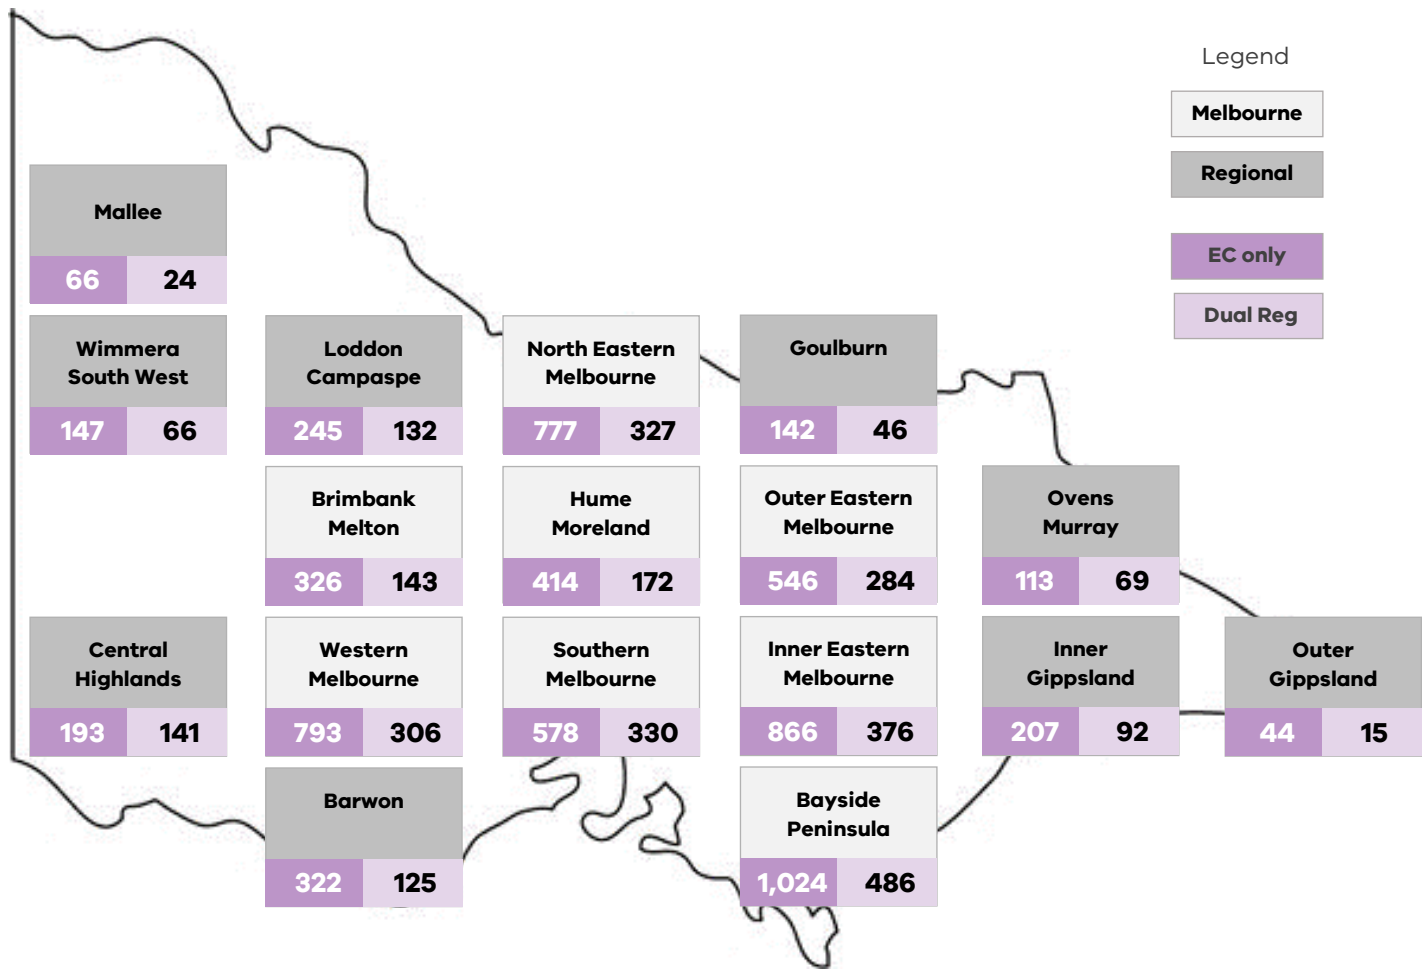 Legend
Melbourne
Regional
EC only
Dual Reg
Mallee
66 24
Wimmera
South West
147 66
Loddon
Campaspe
245 132
North Eastern
Melbourne
777 327
Goulburn
142 46
Brimbank
Melton
326 143
Hume
Moreland
414 172
Outer Eastern
Melbourne
546 284
Ovens
Murray
113 69
Central
Highlands
193 141
Western
Melbourne
793 306
Southern
Melbourne
578 330
Inner Eastern
Melbourne
866 376
Inner
Gippsland
207 92
Outer
Gippsland
44 15
Barwon
322 125
Bayside
Peninsula
1,024 486